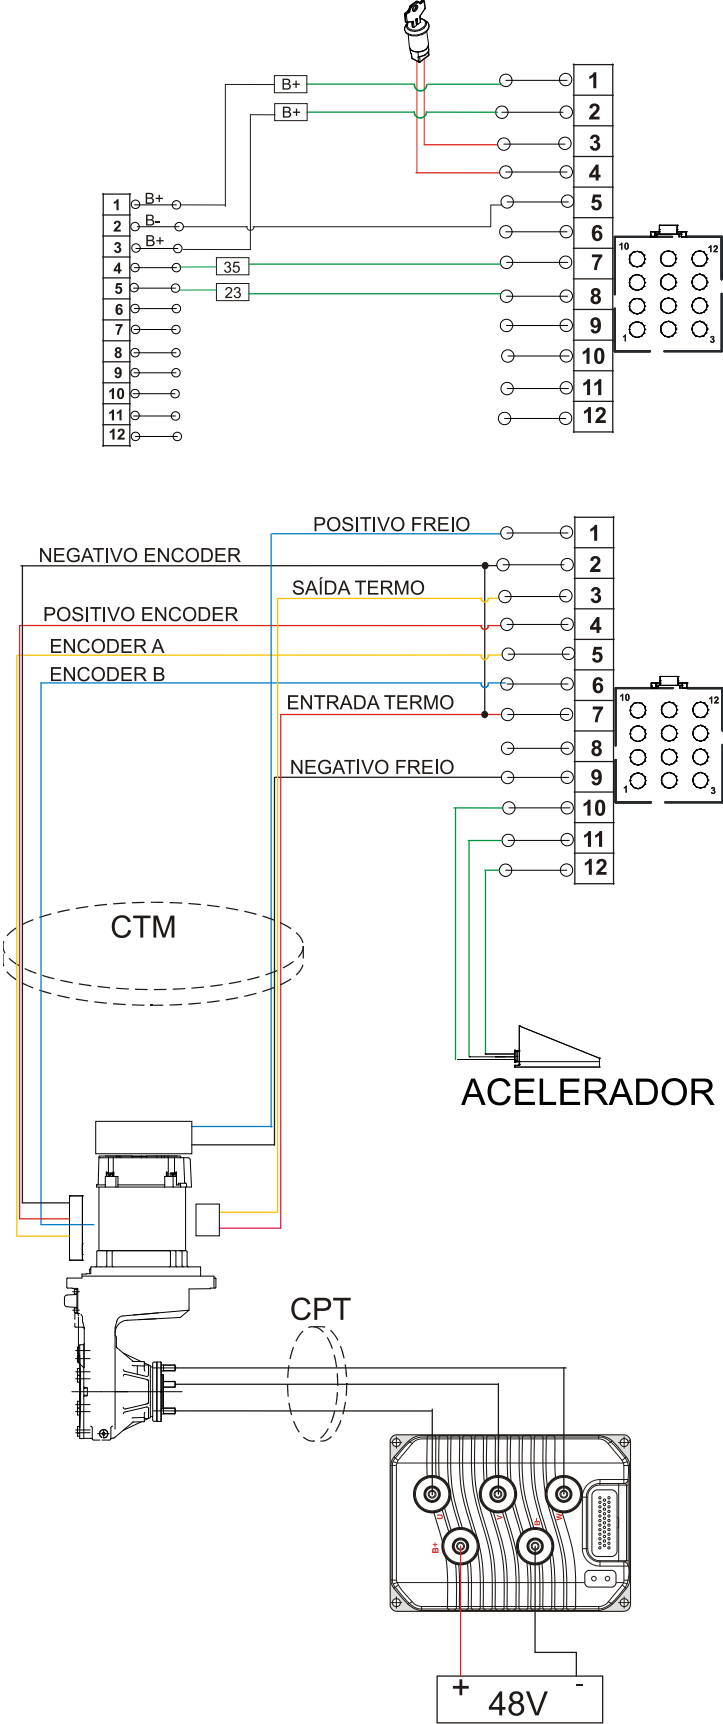 B+
1
B+
2
3
4
1 B+
5
2 B-
6
3 B+
10 12
4 35
7
5 23
8
6
1 3
7
9
8
10
9
10
11
11
12
12
POSITIVO FREIO
1
NEGATIVO ENCODER
2
SAÍDA TERMO
3
POSITIVO ENCODER
4
ENCODER A
5
ENCODER B
6
10 12
ENTRADA TERMO
7
8
NEGATIVO FREIO
9
1 3
10
11
12
CTM
ACELERADOR
CPT
U
V
B-
W
B+
+ -
48V